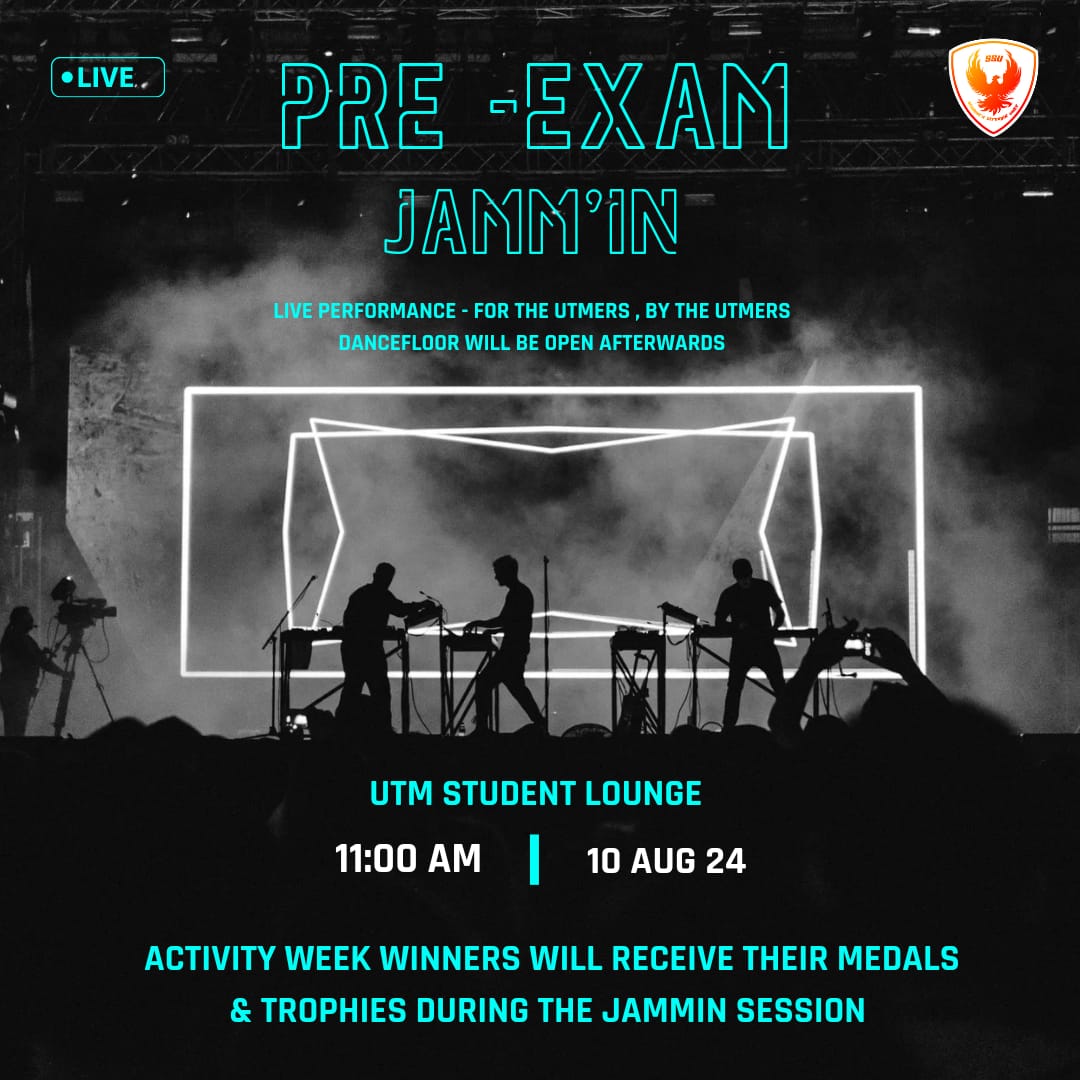 LIVE
PRE -EXAM
SSU
JAMM'IN
LIVE PERFORMANCE - FOR THE UTMERS , BY THE UTMERS
DANCEFLOOR WILL BE OPEN AFTERWARDS
UTM STUDENT LOUNGE
11:00 AM | 10 AUG 24
ACTIVITY WEEK WINNERS WILL RECEIVE THEIR MEDALS
& TROPHIES DURING THE JAMMIN SESSION